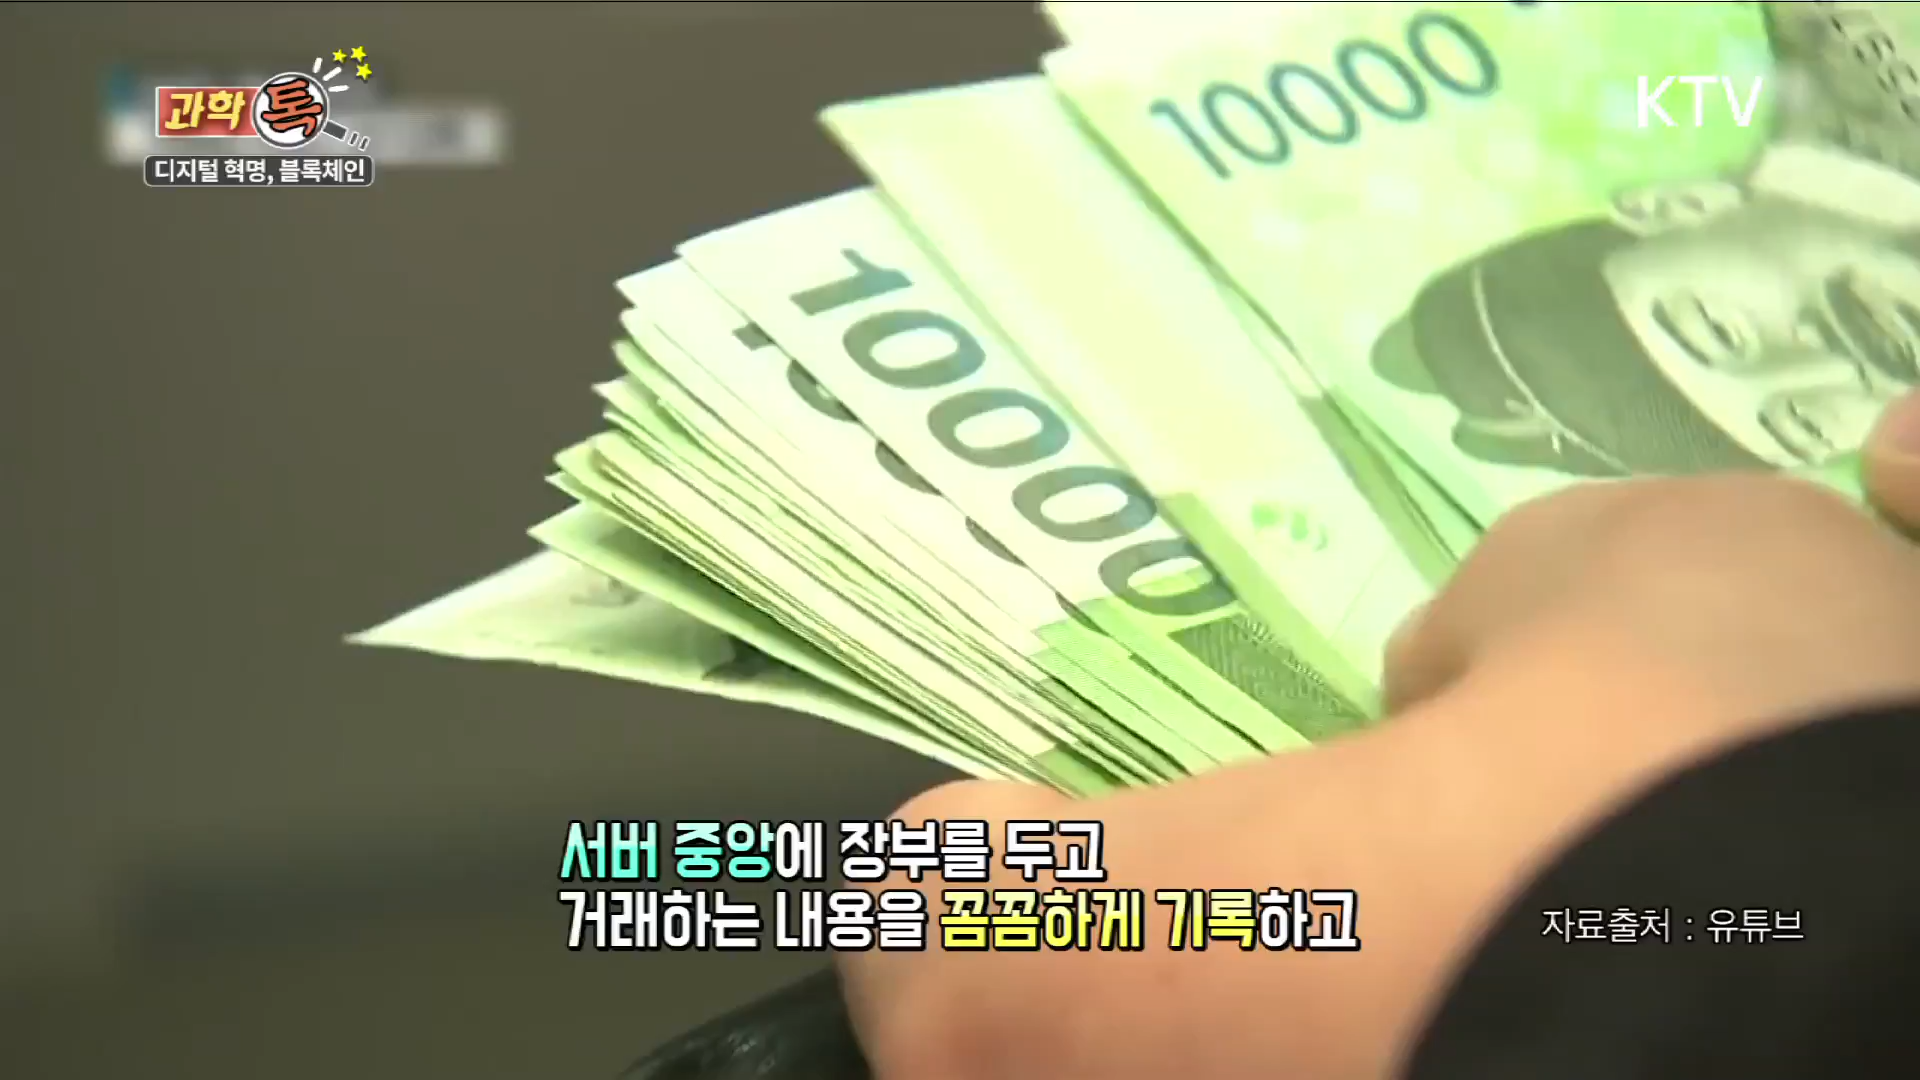 과학 톡
디지털 혁명, 블록체인
KTV
10000
10000
서버 중앙에 장부를 두고
거래하는 내용을 꼼꼼하게 기록하고
자료출처 : 유튜브